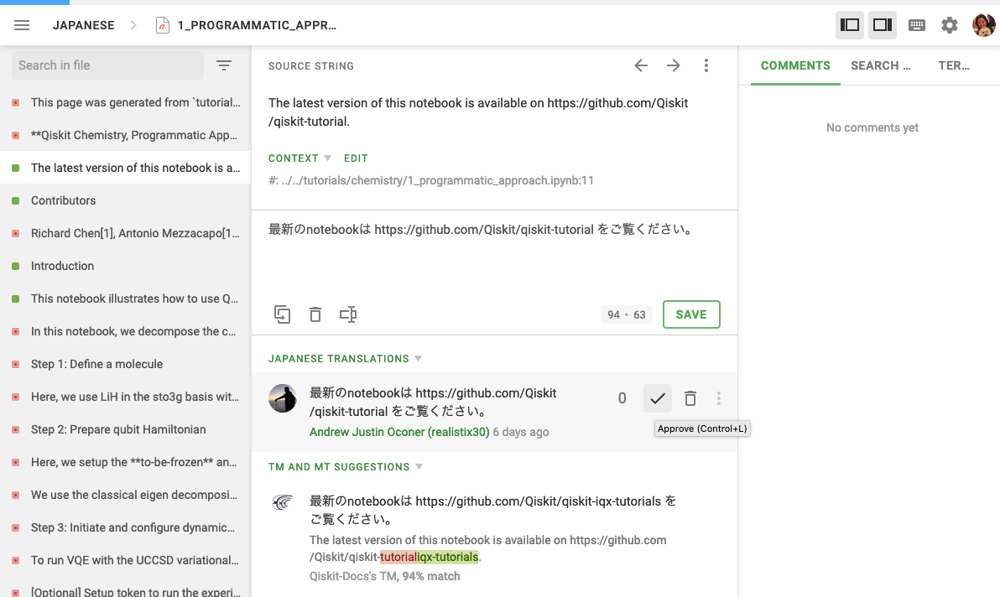 JAPANESE
1_PROGRAMMATIC_APPR...
Search in file
This page was generated from `tutorial...
**Qiskit Chemistry, Programmatic App...
The latest version of this notebook is a...
Contributors
Richard Chen[1], Antonio Mezzacapo[1...
Introduction
This notebook illustrates how to use Q...
In this notebook, we decompose the c...
Step 1: Define a molecule
Here, we use LiH in the sto3g basis wit...
Step 2: Prepare qubit Hamiltonian
Here, we setup the **to-be-frozen** an...
We use the classical eigen decomposi...
Step 3: Initiate and configure dynamic...
To run VQE with the UCCSD variational...
[Optional] Setup token to run the experi...
SOURCE STRING
The latest version of this notebook is available on https://github.com/Qiskit
/qiskit-tutorial.
CONTEXT EDIT
#: ../../tutorials/chemistry/1_programmatic_approach.ipynb:11
最新のnotebookは https://github.com/Qiskit/qiskit-tutorial をご覧ください。
94 • 63 SAVE
JAPANESE TRANSLATIONS
最新のnotebookは https://github.com/Qiskit
/qiskit-tutorial をご覧ください。
0
Andrew Justin Oconer (realistix30) 6 days ago
Approve (Control+L)
TM AND MT SUGGESTIONS
最新のnotebookは https://github.com/Qiskit/qiskit-iqx-tutorials を
ご覧ください。
The latest version of this notebook is available on https://github.com
/Qiskit/qiskit-tutorialiqx-tutorials.
Qiskit-Docs's TM, 94% match
COMMENTS SEARCH ... TER...
No comments yet